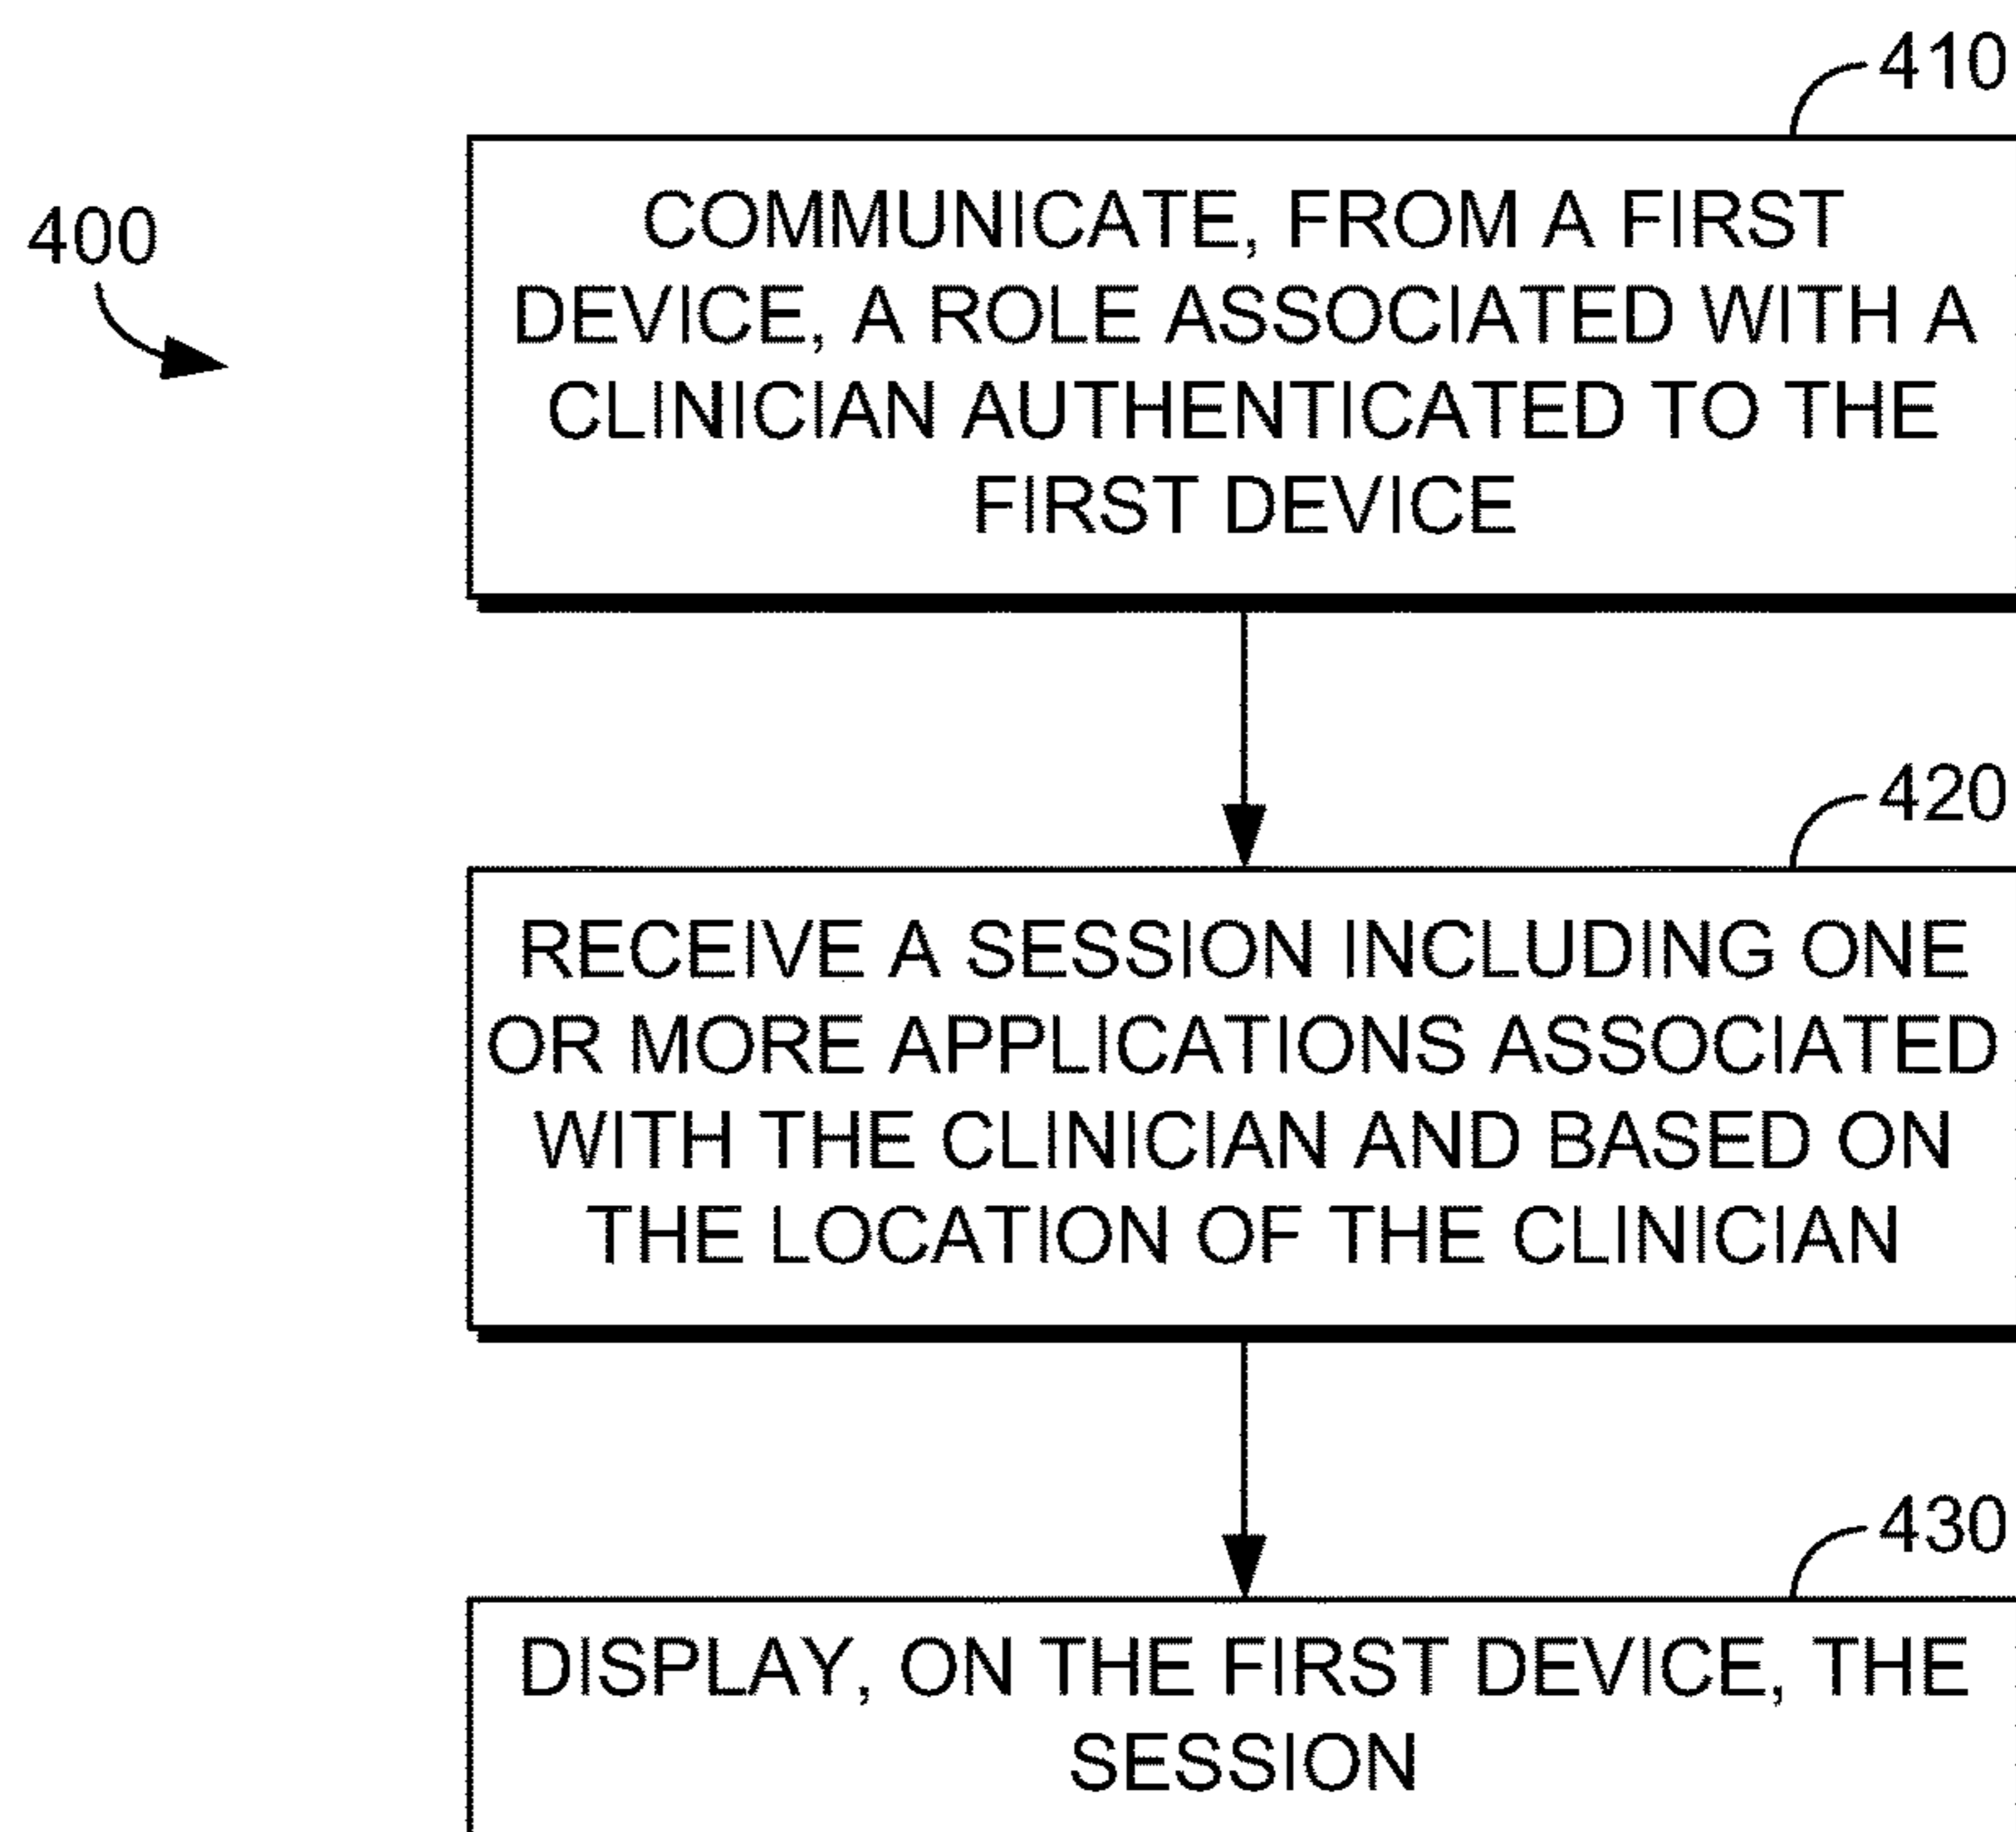 410
400
COMMUNICATE, FROM A FIRST
DEVICE, A ROLE ASSOCIATED WITH A
CLINICIAN AUTHENTICATED TO THE
FIRST DEVICE
420
RECEIVE A SESSION INCLUDING ONE
OR MORE APPLICATIONS ASSOCIATED
WITH THE CLINICIAN AND BASED ON
THE LOCATION OF THE CLINICIAN
430
DISPLAY, ON THE FIRST DEVICE, THE
SESSION